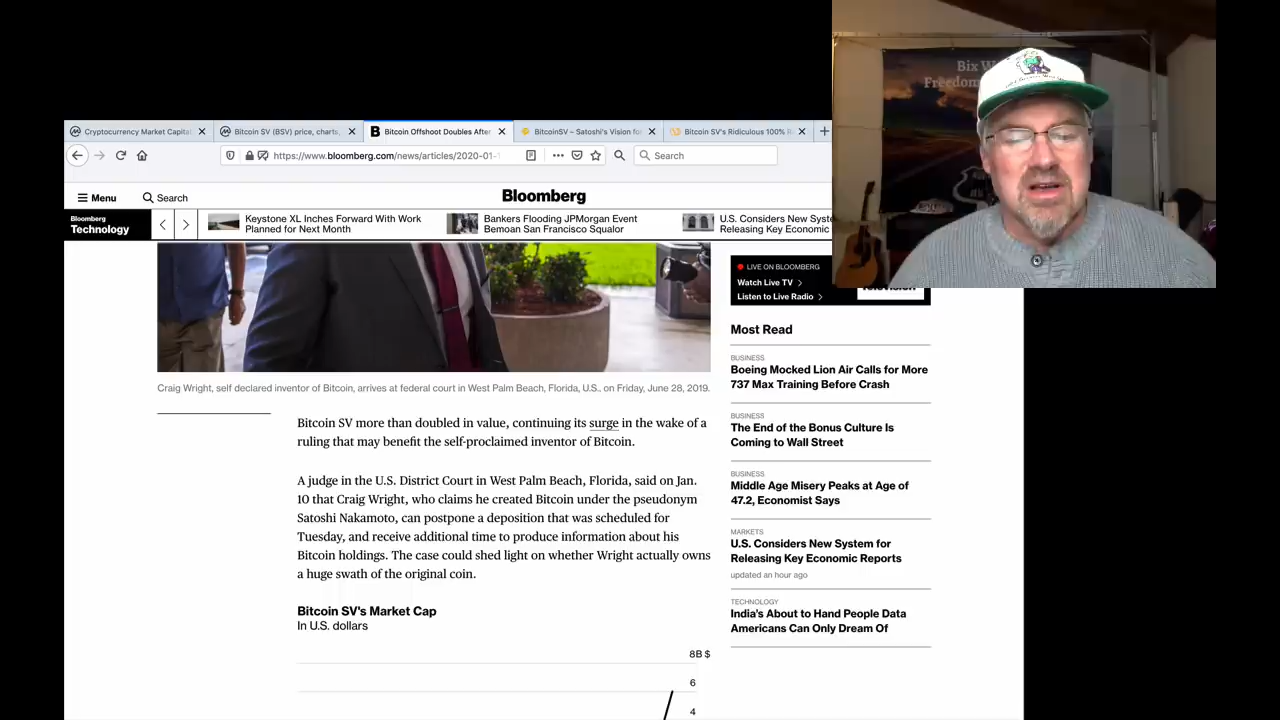 Cryptocurrency Market Capital
Bitcoin SV (BSV) price, charts,
B Bitcoin Offshoot Doubles After
BitcoinSV – Satoshi's Vision for
Bitcoin SV's Ridiculous 100% R
https://www.bloomberg.com/news/articles/2020-01-1
Search
Menu
Search
Bloomberg
Bloomberg
Technology
Keystone XL Inches Forward With Work
Planned for Next Month
Bankers Flooding JPMorgan Event
Bemoan San Francisco Squalor
U.S. Considers New Syste
Releasing Key Economic
Bix W
Freedom
LIVE ON BLOOMBERG
Watch Live TV
Listen to Live Radio
Television
Craig Wright, self declared inventor of Bitcoin, arrives at federal court in West Palm Beach, Florida, U.S., on Friday, June 28, 2019.
Bitcoin SV more than doubled in value, continuing its surge in the wake of a
ruling that may benefit the self-proclaimed inventor of Bitcoin.
A judge in the U.S. District Court in West Palm Beach, Florida, said on Jan.
10 that Craig Wright, who claims he created Bitcoin under the pseudonym
Satoshi Nakamoto, can postpone a deposition that was scheduled for
Tuesday, and receive additional time to produce information about his
Bitcoin holdings. The case could shed light on whether Wright actually owns
a huge swath of the original coin.
Bitcoin SV's Market Cap
In U.S. dollars
8B $
6
4
Most Read
BUSINESS
Boeing Mocked Lion Air Calls for More
737 Max Training Before Crash
BUSINESS
The End of the Bonus Culture Is
Coming to Wall Street
BUSINESS
Middle Age Misery Peaks at Age of
47.2, Economist Says
MARKETS
U.S. Considers New System for
Releasing Key Economic Reports
updated an hour ago
TECHNOLOGY
India's About to Hand People Data
Americans Can Only Dream Of